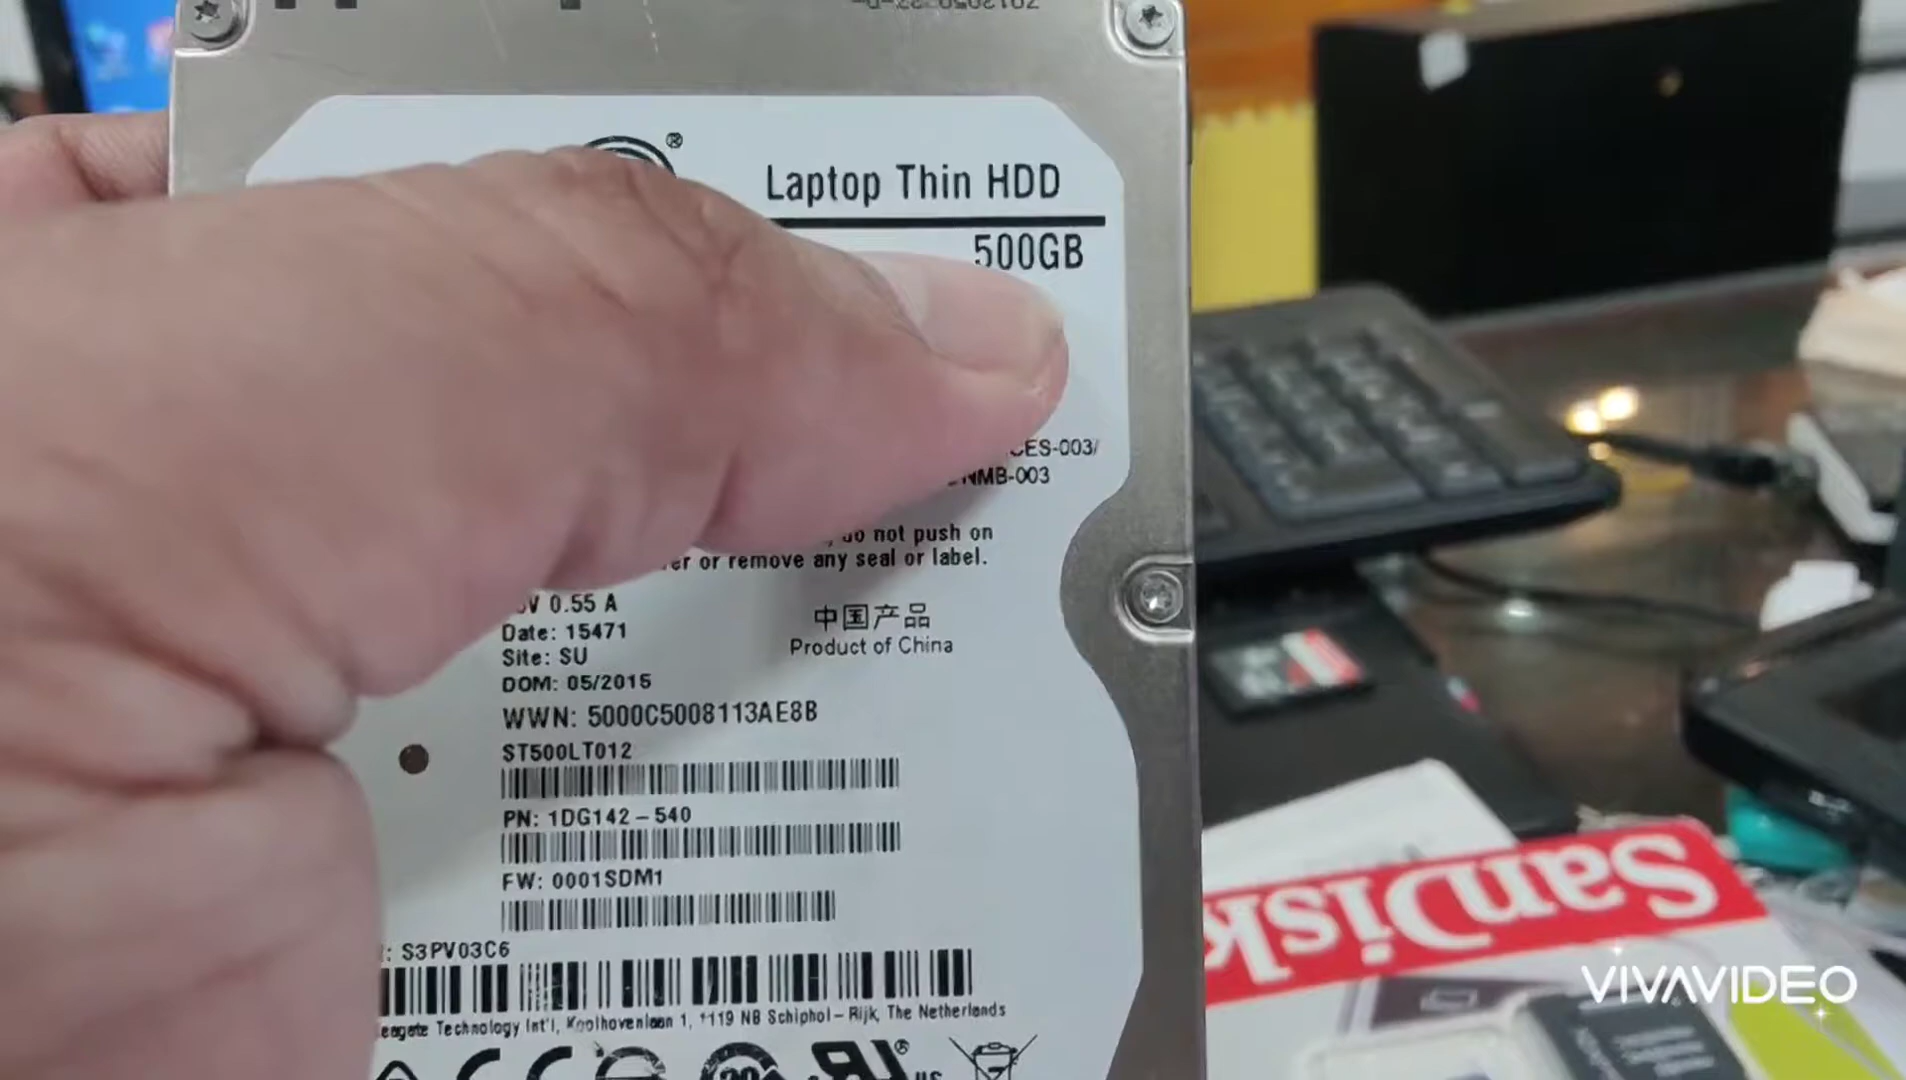 ®
Laptop Thin HDD
500GB
CES-003/
NMB-003
do not push on
or remove any seal or label.
V 0.55 A
Date: 15471
Site: SU
DOM: 05/2015
中国产品
Product of China
WWN: 5000C5008113AE8B
ST500LT012
PN: 1DG142-540
FW: 0001SDM1
: S3PV03C6
eagate Technology Int'l, Koolhovenlaan 1, 1119 NB Schiphol-Rijk, The Netherlands
SanDisk
VIVAVIDEO